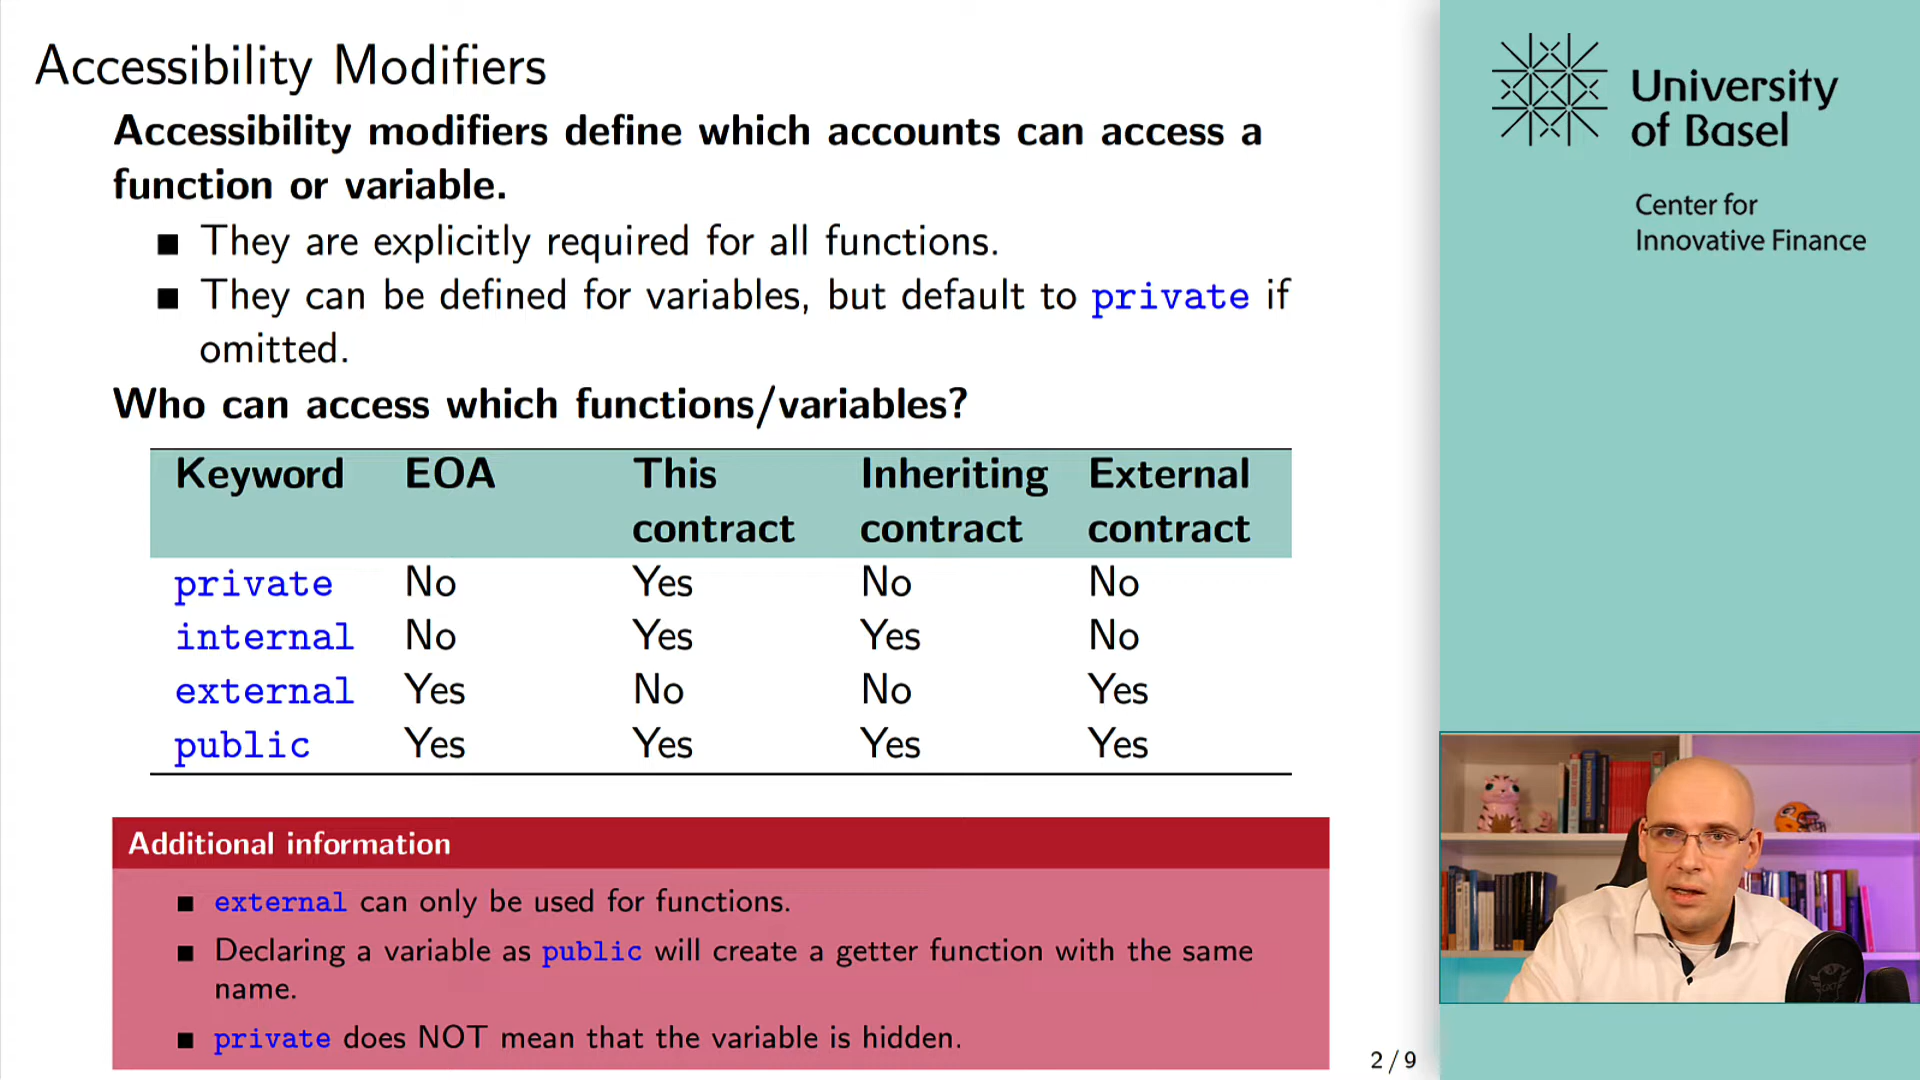 Accessibility Modifiers
Accessibility modifiers define which accounts can access a
function or variable.
They are explicitly required for all functions.
They can be defined for variables, but default to private if
omitted.
Who can access which functions/variables?
Keyword EOA This Inheriting External
contract contract contract
private No Yes No No
internal No Yes Yes No
external Yes No No Yes
public Yes Yes Yes Yes
Additional information
external can only be used for functions.
Declaring a variable as public will create a getter function with the same
name.
private does NOT mean that the variable is hidden.
2 / 9
University
of Basel
Center for
Innovative Finance